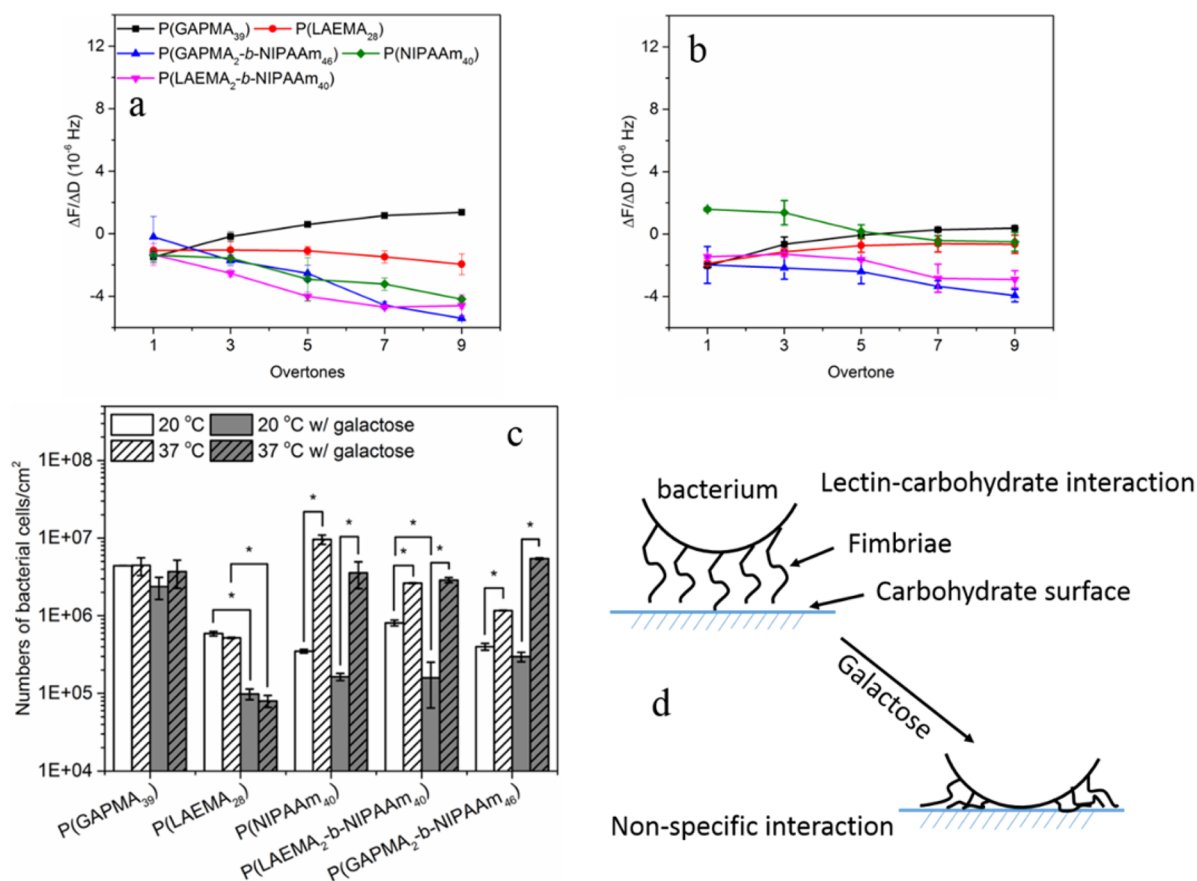 P(GAPMA39) P(LAEMA28)
P(GAPMA2-b-NIPAAm46) P(NIPAAm40)
P(LAEMA2-b-NIPAAm40)
a
12
8
4
0
-4
ΔF/ΔD (10-6 Hz)
1 3 5 7 9
Overtones
b
12
8
4
0
-4
ΔF/ΔD (10-6 Hz)
1 3 5 7 9
Overtone
20 °C 20 °C w/ galactose
37 °C 37 °C w/ galactose
c
1E+08
1E+07
1E+06
1E+05
1E+04
Numbers of bacterial cells/cm2
* * * * * * * * *
P(GAPMA39)
P(LAEMA28)
P(NIPAAm40)
P(LAEMA2-b-NIPAAm40)
P(GAPMA2-b-NIPAAm46)
bacterium
Lectin-carbohydrate interaction
Fimbriae
Carbohydrate surface
Galactose
d
Non-specific interaction